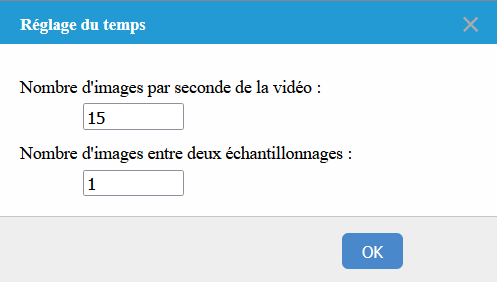 Réglage du temps
Nombre d'images par seconde de la vidéo :
15
Nombre d'images entre deux échantillonnages :
1
OK